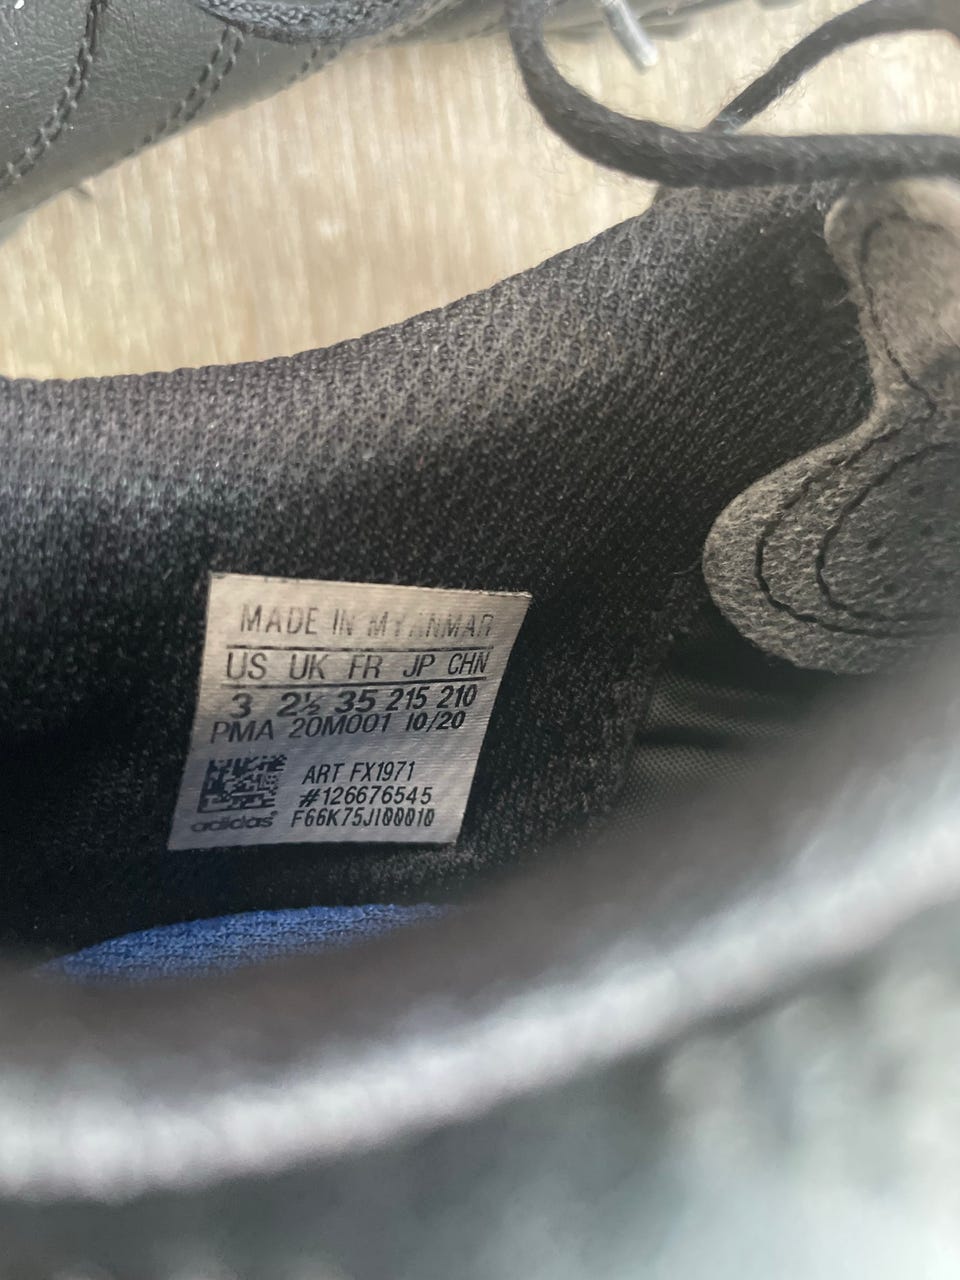 MADE IN MYANMAR
US UK FR JP CHN
3 2½ 35 215 210
PMA 20M001 10/20
ART FX1971
#126676545
adidas® F66K75J100010